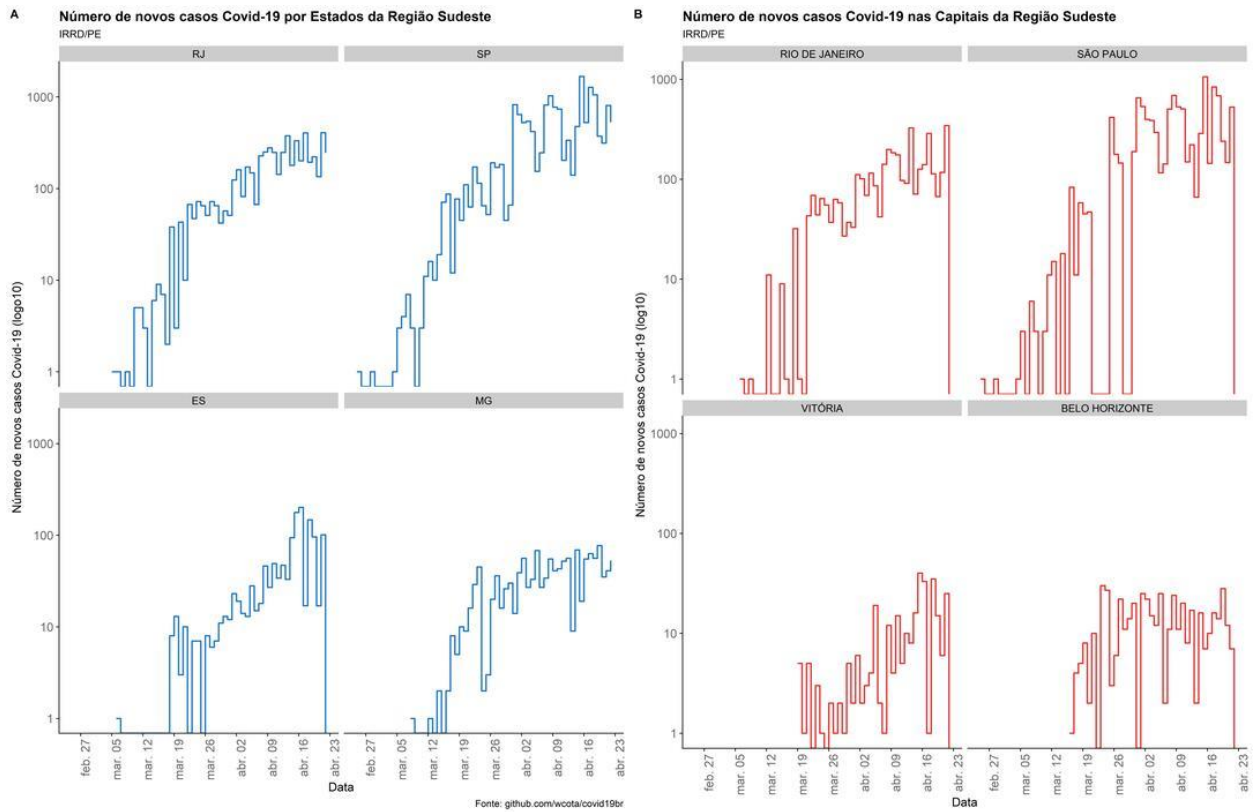 A
Número de novos casos Covid-19 por Estados da Região Sudeste
IRRD/PE
RJ
SP
1000
100
10
1
ES
MG
1000
100
10
1
Número de novos casos Covid-19 (logo10)
feb. 27
mar. 05
mar. 12
mar. 19
mar. 26
abr. 02
abr. 09
abr. 16
abr. 23
feb. 27
mar. 05
mar. 12
mar. 19
mar. 26
abr. 02
abr. 09
abr. 16
abr. 23
Data
Fonte: github.com/wcota/covid19br
B
Número de novos casos Covid-19 nas Capitais da Região Sudeste
IRRD/PE
RIO DE JANEIRO
SÃO PAULO
1000
100
10
1
VITÓRIA
BELO HORIZONTE
1000
100
10
1
Número de novos casos Covid-19 (log10)
feb. 27
mar. 05
mar. 12
mar. 19
mar. 26
abr. 02
abr. 09
abr. 16
abr. 23
feb. 27
mar. 05
mar. 12
mar. 19
mar. 26
abr. 02
abr. 09
abr. 16
abr. 23
Data